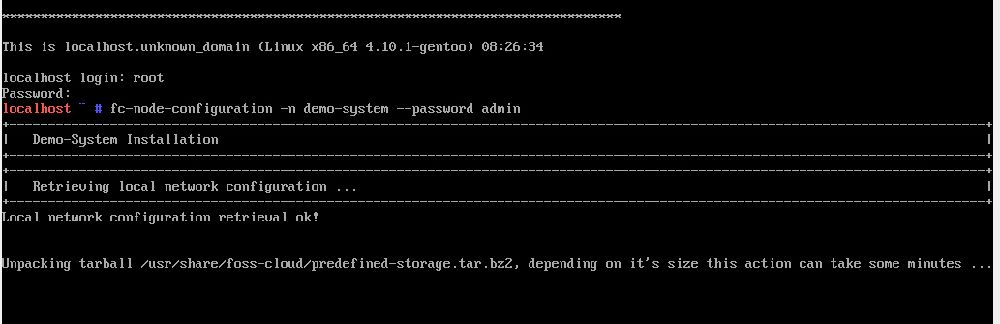 ********************************************************************************
This is localhost.unknown_domain (Linux x86_64 4.10.1-gentoo) 08:26:34
localhost login: root
Password:
localhost ~ # fc-node-configuration -n demo-system --password admin
+------------------------------------------------------------------------------------------------------------------------------+
|   Demo-System Installation                                                                                                   |
+------------------------------------------------------------------------------------------------------------------------------+
+------------------------------------------------------------------------------------------------------------------------------+
|   Retrieving local network configuration ...                                                                                 |
+------------------------------------------------------------------------------------------------------------------------------+
Local network configuration retrieval ok!
Unpacking tarball /usr/share/foss-cloud/predefined-storage.tar.bz2, depending on it's size this action can take some minutes ...